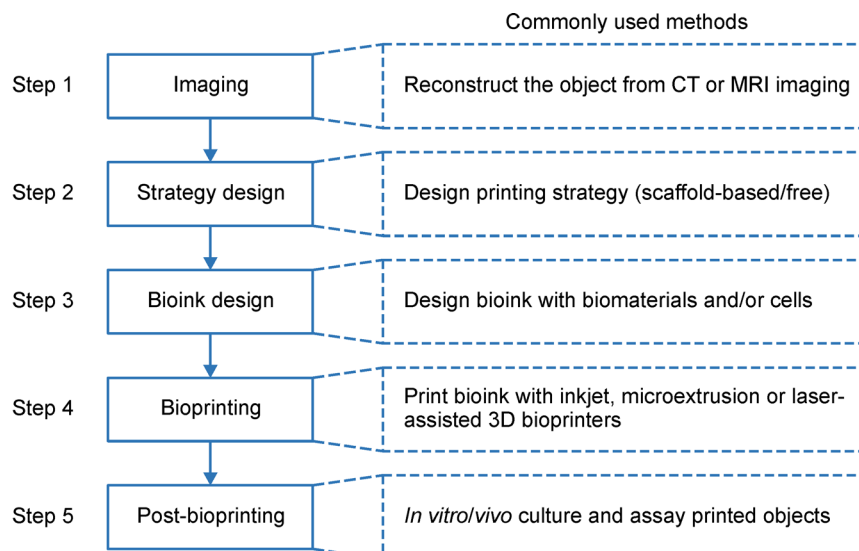 Commonly used methods
Step 1 Imaging Reconstruct the object from CT or MRI imaging
Step 2 Strategy design Design printing strategy (scaffold-based/free)
Step 3 Bioink design Design bioink with biomaterials and/or cells
Step 4 Bioprinting Print bioink with inkjet, microextrusion or laser-
assisted 3D bioprinters
Step 5 Post-bioprinting In vitro/vivo culture and assay printed objects